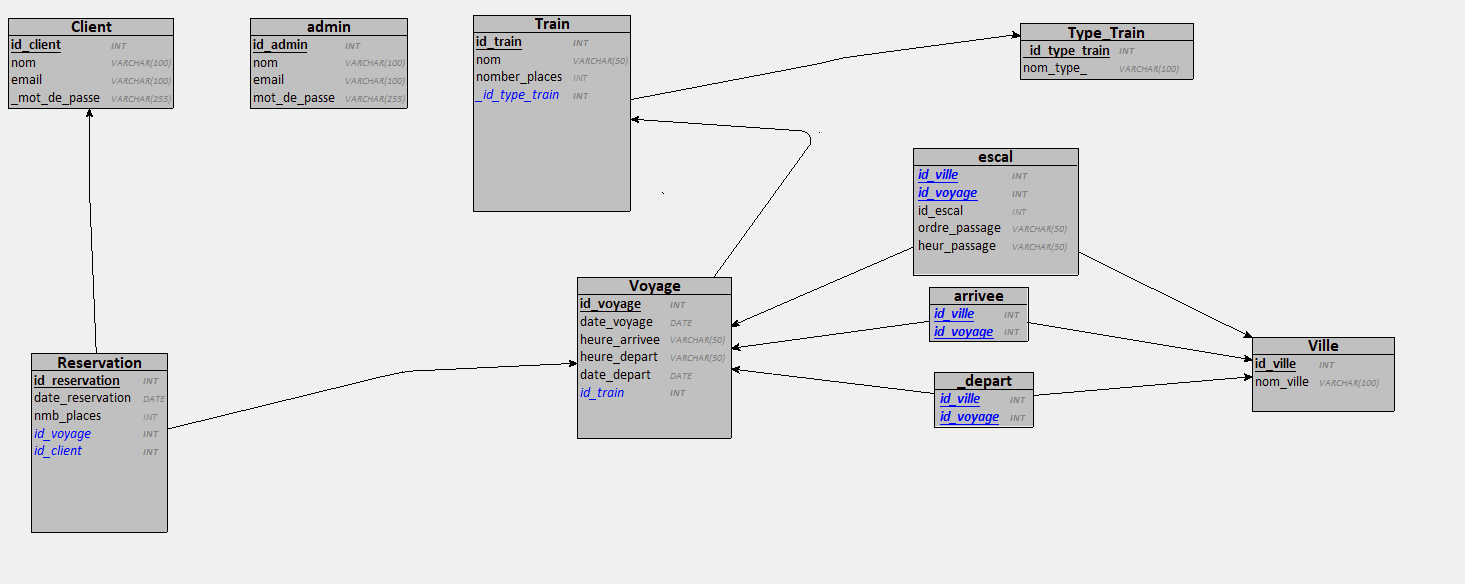 Client
id_client INT
nom VARCHAR(100)
email VARCHAR(100)
_mot_de_passe VARCHAR(255)
admin
id_admin INT
nom VARCHAR(100)
email VARCHAR(100)
mot_de_passe VARCHAR(255)
Train
id_train INT
nom VARCHAR(50)
nomber_places INT
_id_type_train INT
Type_Train
_id_type_train INT
nom_type_ VARCHAR(100)
escal
id_ville INT
id_voyage INT
id_escal INT
ordre_passage VARCHAR(50)
heur_passage VARCHAR(50)
Voyage
id_voyage INT
date_voyage DATE
heure_arrivee VARCHAR(50)
heure_depart VARCHAR(50)
date_depart DATE
id_train INT
arrivee
id_ville INT
id_voyage INT
_depart
id_ville INT
id_voyage INT
Ville
id_ville INT
nom_ville VARCHAR(100)
Reservation
id_reservation INT
date_reservation DATE
nmb_places INT
id_voyage INT
id_client INT